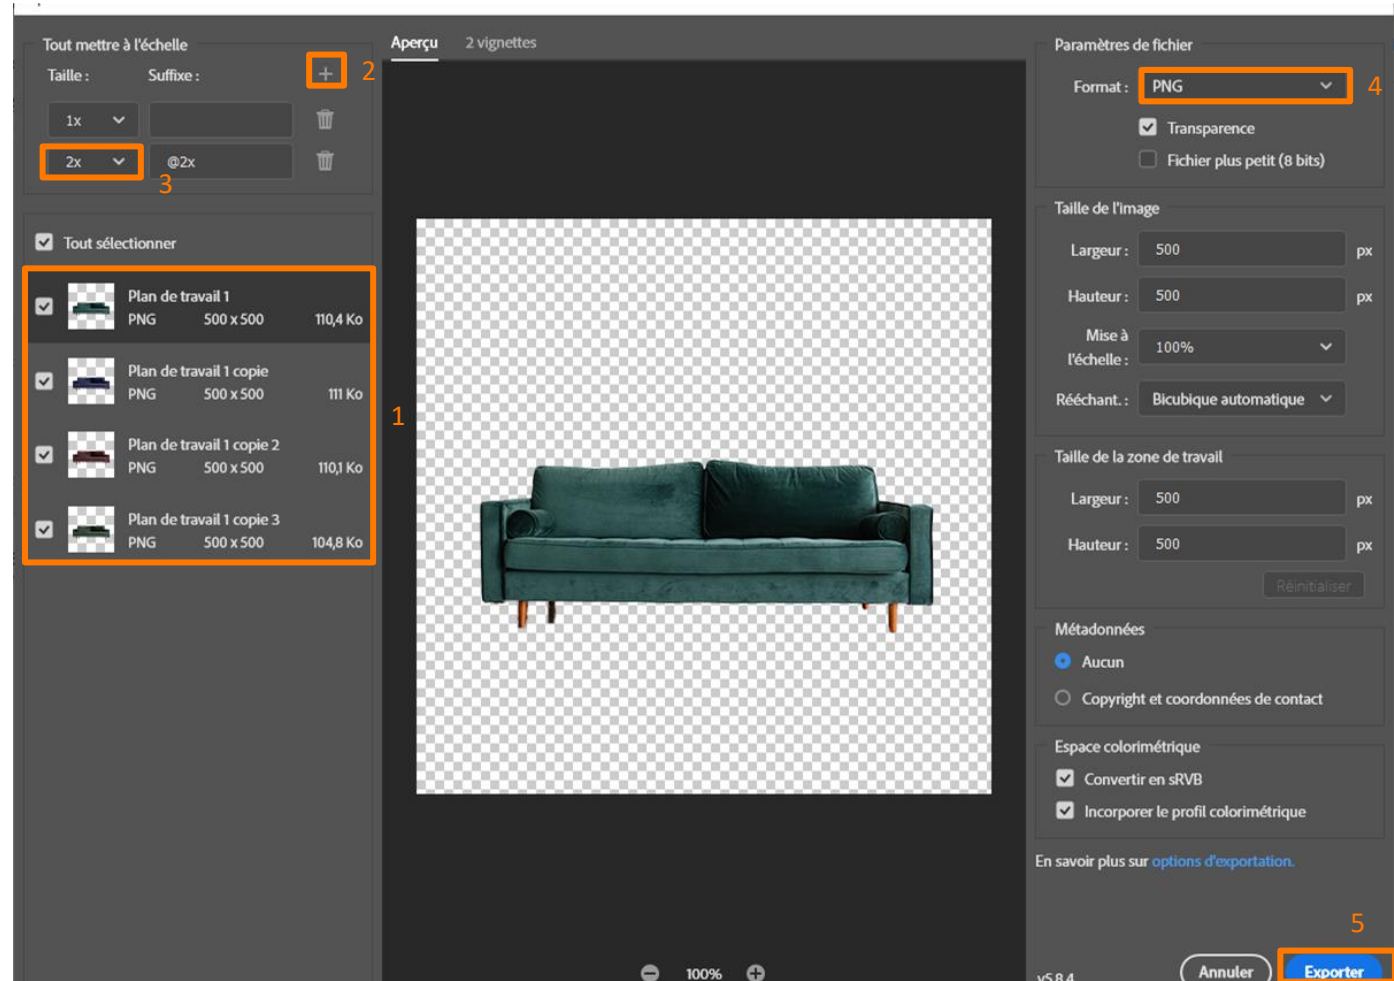 Tout mettre à l'échelle
Taille :
Suffixe :
2
1x
2x
@2x
3
Tout sélectionner
Plan de travail 1
PNG 500 x 500 110,4 Ko
Plan de travail 1 copie
PNG 500 x 500 111 Ko
Plan de travail 1 copie 2
PNG 500 x 500 110,1 Ko
Plan de travail 1 copie 3
PNG 500 x 500 104,8 Ko
1
Aperçu
2 vignettes
100%
Paramètres de fichier
Format : PNG
4
Transparence
Fichier plus petit (8 bits)
Taille de l'image
Largeur : 500 px
Hauteur : 500 px
Mise à
l'échelle : 100%
Rééchant. : Bicubique automatique
Taille de la zone de travail
Largeur : 500 px
Hauteur : 500 px
Réinitialiser
Métadonnées
Aucun
Copyright et coordonnées de contact
Espace colorimétrique
Convertir en sRVB
Incorporer le profil colorimétrique
En savoir plus sur options d'exportation.
5
v5.8.4
Annuler
Exporter